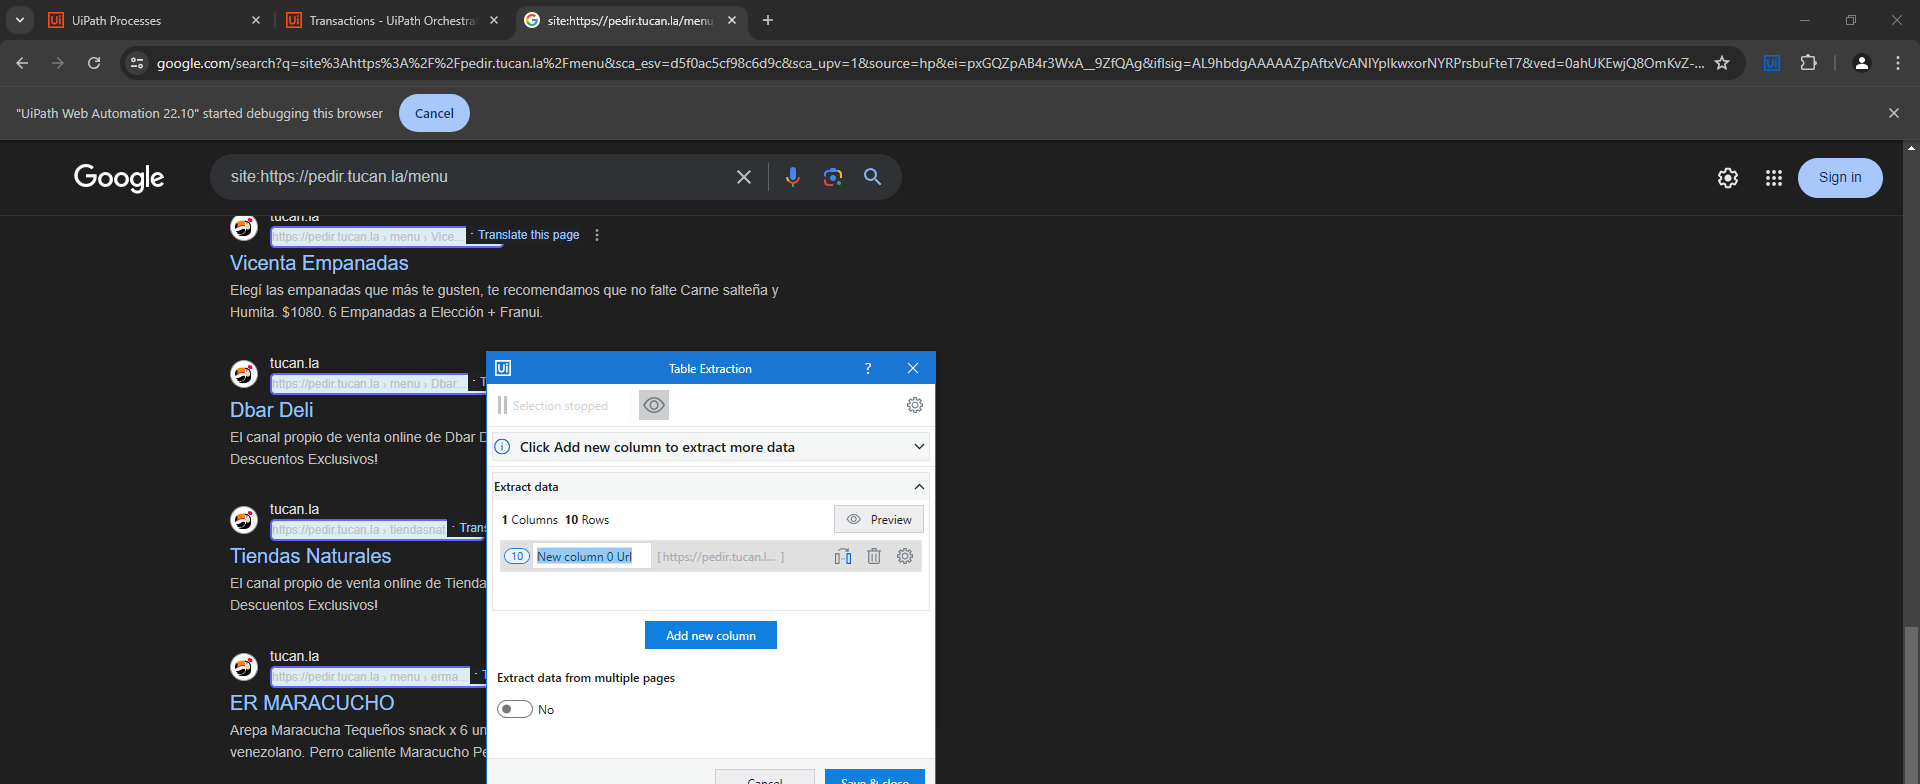 UiPath Processes
Transactions - UiPath Orchestra
site:https://pedir.tucan.la/menu
google.com/search?q=site%3Ahttps%3A%2F%2Fpedir.tucan.la%2Fmenu&sca_esv=d5f0ac5cf98c6d9c&sca_upv=1&source=hp&ei=pxGQZpAB4r3WxA__9ZfQAg&iflsig=AL9hbdgAAAAAZpAftxVcANIYplkwxorNYRPrsbuFteT7&ved=0ahUKEwjQ8OmKvZ-...
"UiPath Web Automation 22.10" started debugging this browser
Cancel
Google
site:https://pedir.tucan.la/menu
Sign in
tucan.la
https://pedir.tucan.la › menu › Vice... · Translate this page
Vicenta Empanadas
Elegí las empanadas que más te gusten, te recomendamos que no falte Carne salteña y
Humita. $1080. 6 Empanadas a Elección + Franui.
tucan.la
https://pedir.tucan.la › menu › Dbar... · T
Dbar Deli
El canal propio de venta online de Dbar D
Descuentos Exclusivos!
tucan.la
https://pedir.tucan.la › tiendasnat · Trans
Tiendas Naturales
El canal propio de venta online de Tienda
Descuentos Exclusivos!
tucan.la
https://pedir.tucan.la › menu › erma... · T
ER MARACUCHO
Arepa Maracucha Tequeños snack x 6 un
venezolano. Perro caliente Maracucho Pe
Ui
Table Extraction
?
Selection stopped
Click Add new column to extract more data
Extract data
1 Columns 10 Rows
Preview
10
New column 0 Url
[ https://pedir.tucan.l... ]
Add new column
Extract data from multiple pages
No
Cancel
Save & close